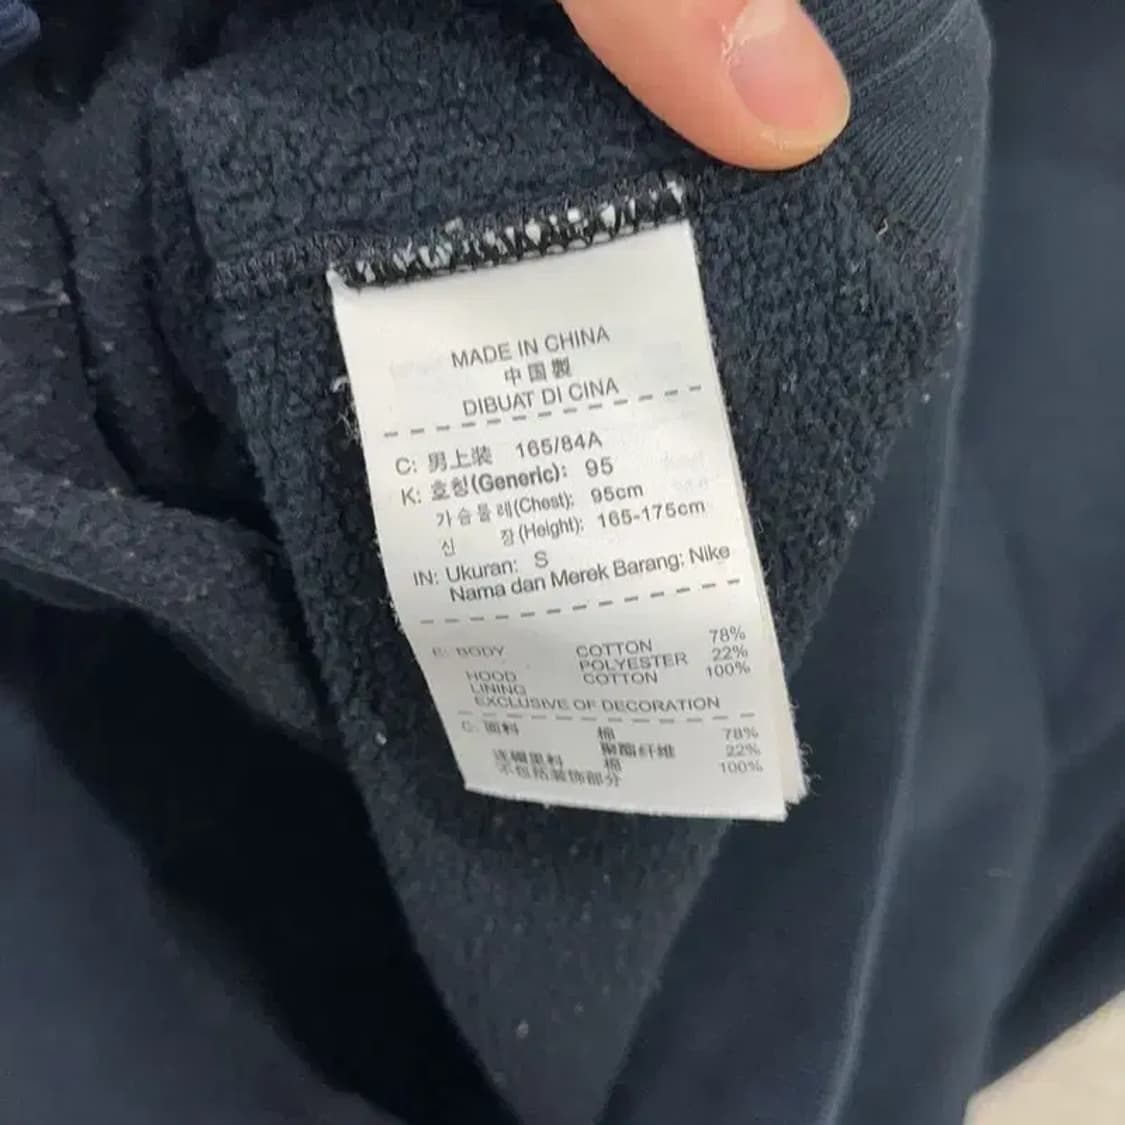 MADE IN CHINA
中国製
DIBUAT DI CINA
C: 男上装 165/84A
K: 호칭(Generic): 95
가슴둘레(Chest): 95cm
신 장(Height): 165-175cm
IN: Ukuran: S
Nama dan Merek Barang: Nike
E: BODY COTTON 78%
POLYESTER 22%
HOOD COTTON 100%
LINING
EXCLUSIVE OF DECORATION
C: 面料 棉 78%
聚酯纤维 22%
连帽里料 棉 100%
不包括装饰部分